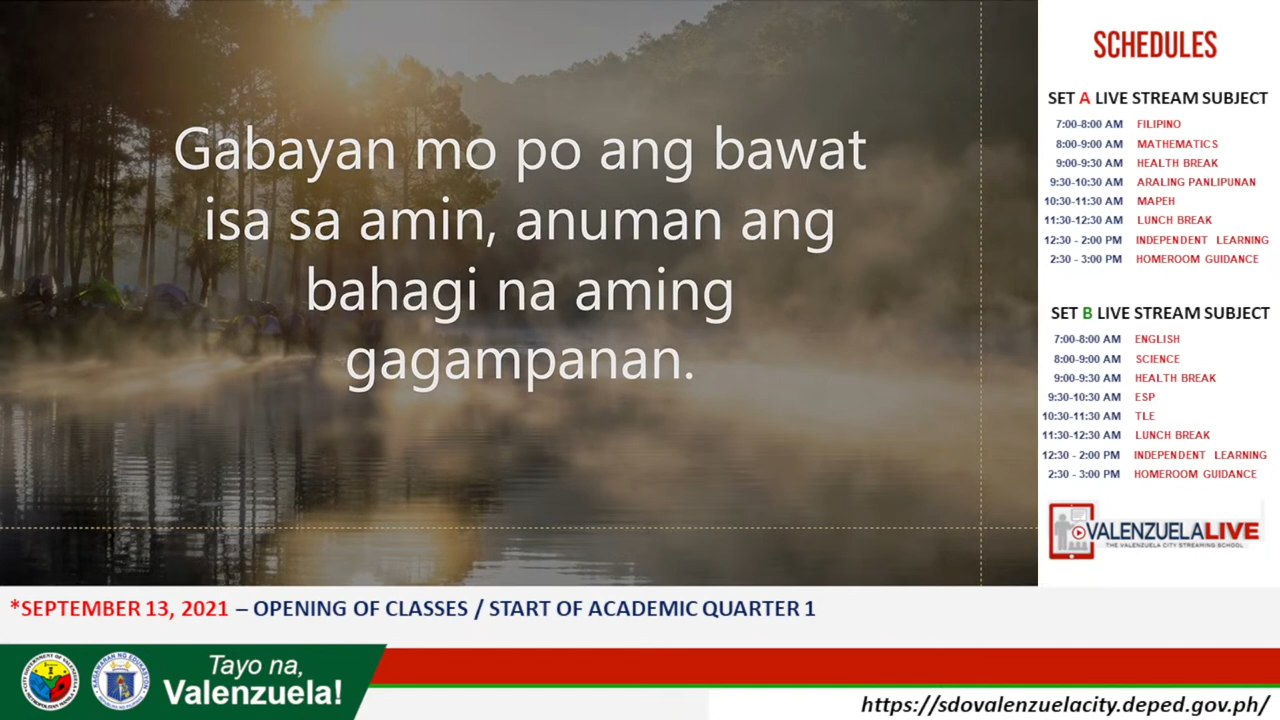 Gabayan mo po ang bawat
isa sa amin, anuman ang
bahagi na aming
gagampanan.
SCHEDULES
SET A LIVE STREAM SUBJECT
7:00-8:00 AM FILIPINO
8:00-9:00 AM MATHEMATICS
9:00-9:30 AM HEALTH BREAK
9:30-10:30 AM ARALING PANLIPUNAN
10:30-11:30 AM MAPEH
11:30-12:30 AM LUNCH BREAK
12:30 - 2:00 PM INDEPENDENT LEARNING
2:30 - 3:00 PM HOMEROOM GUIDANCE
SET B LIVE STREAM SUBJECT
7:00-8:00 AM ENGLISH
8:00-9:00 AM SCIENCE
9:00-9:30 AM HEALTH BREAK
9:30-10:30 AM ESP
10:30-11:30 AM TLE
11:30-12:30 AM LUNCH BREAK
12:30 - 2:00 PM INDEPENDENT LEARNING
2:30 - 3:00 PM HOMEROOM GUIDANCE
VALENZUELALIVE
THE VALENZUELA CITY STREAMING SCHOOL
*SEPTEMBER 13, 2021 – OPENING OF CLASSES / START OF ACADEMIC QUARTER 1
Tayo na,
Valenzuela!
https://sdovalenzuelacity.deped.gov.ph/